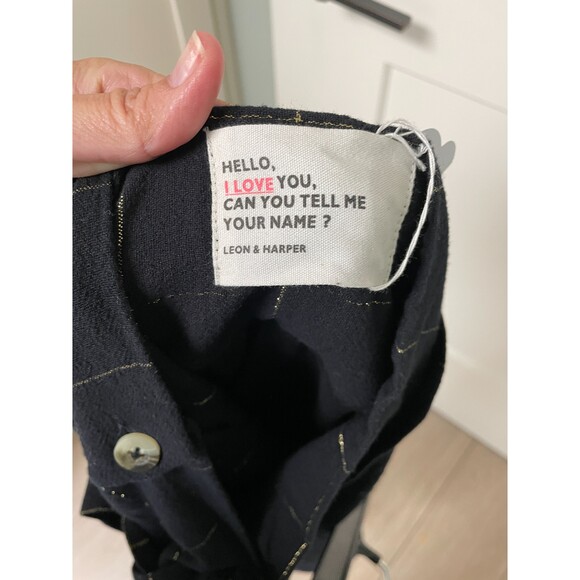 HELLO,
I LOVE YOU,
CAN YOU TELL ME
YOUR NAME ?
LEON & HARPER